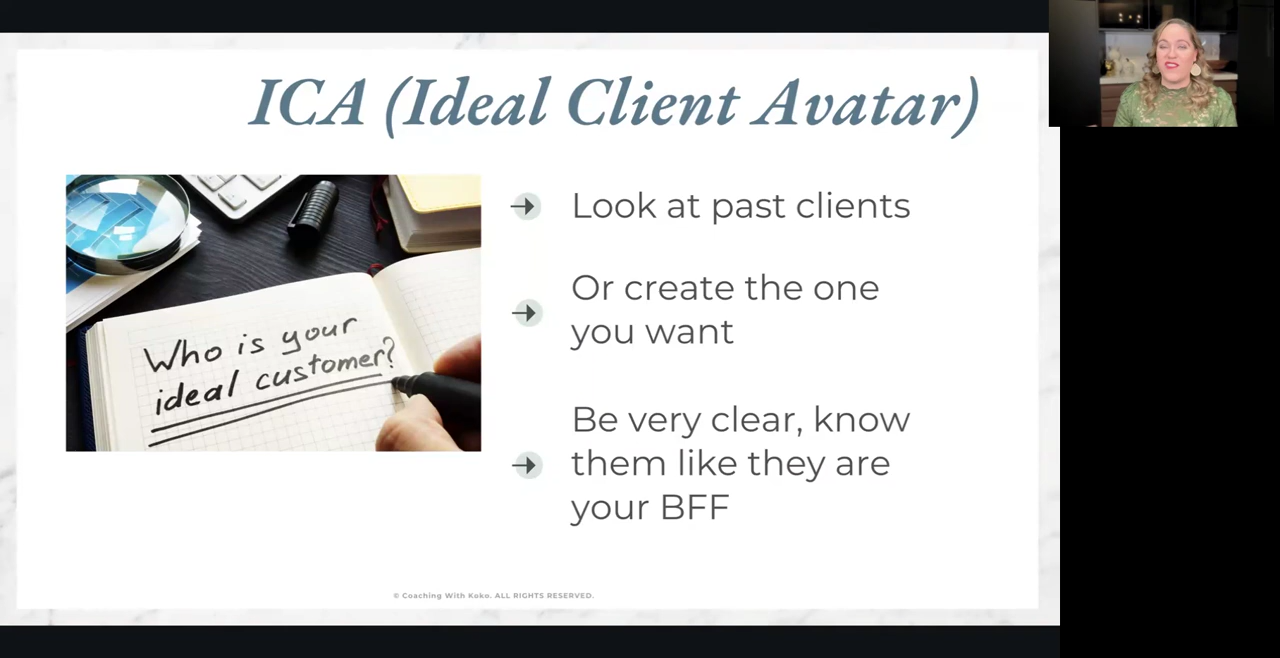 ICA (Ideal Client Avatar)
Who is your
ideal customer?
Look at past clients
Or create the one
you want
Be very clear, know
them like they are
your BFF
© Coaching With Koko. ALL RIGHTS RESERVED.